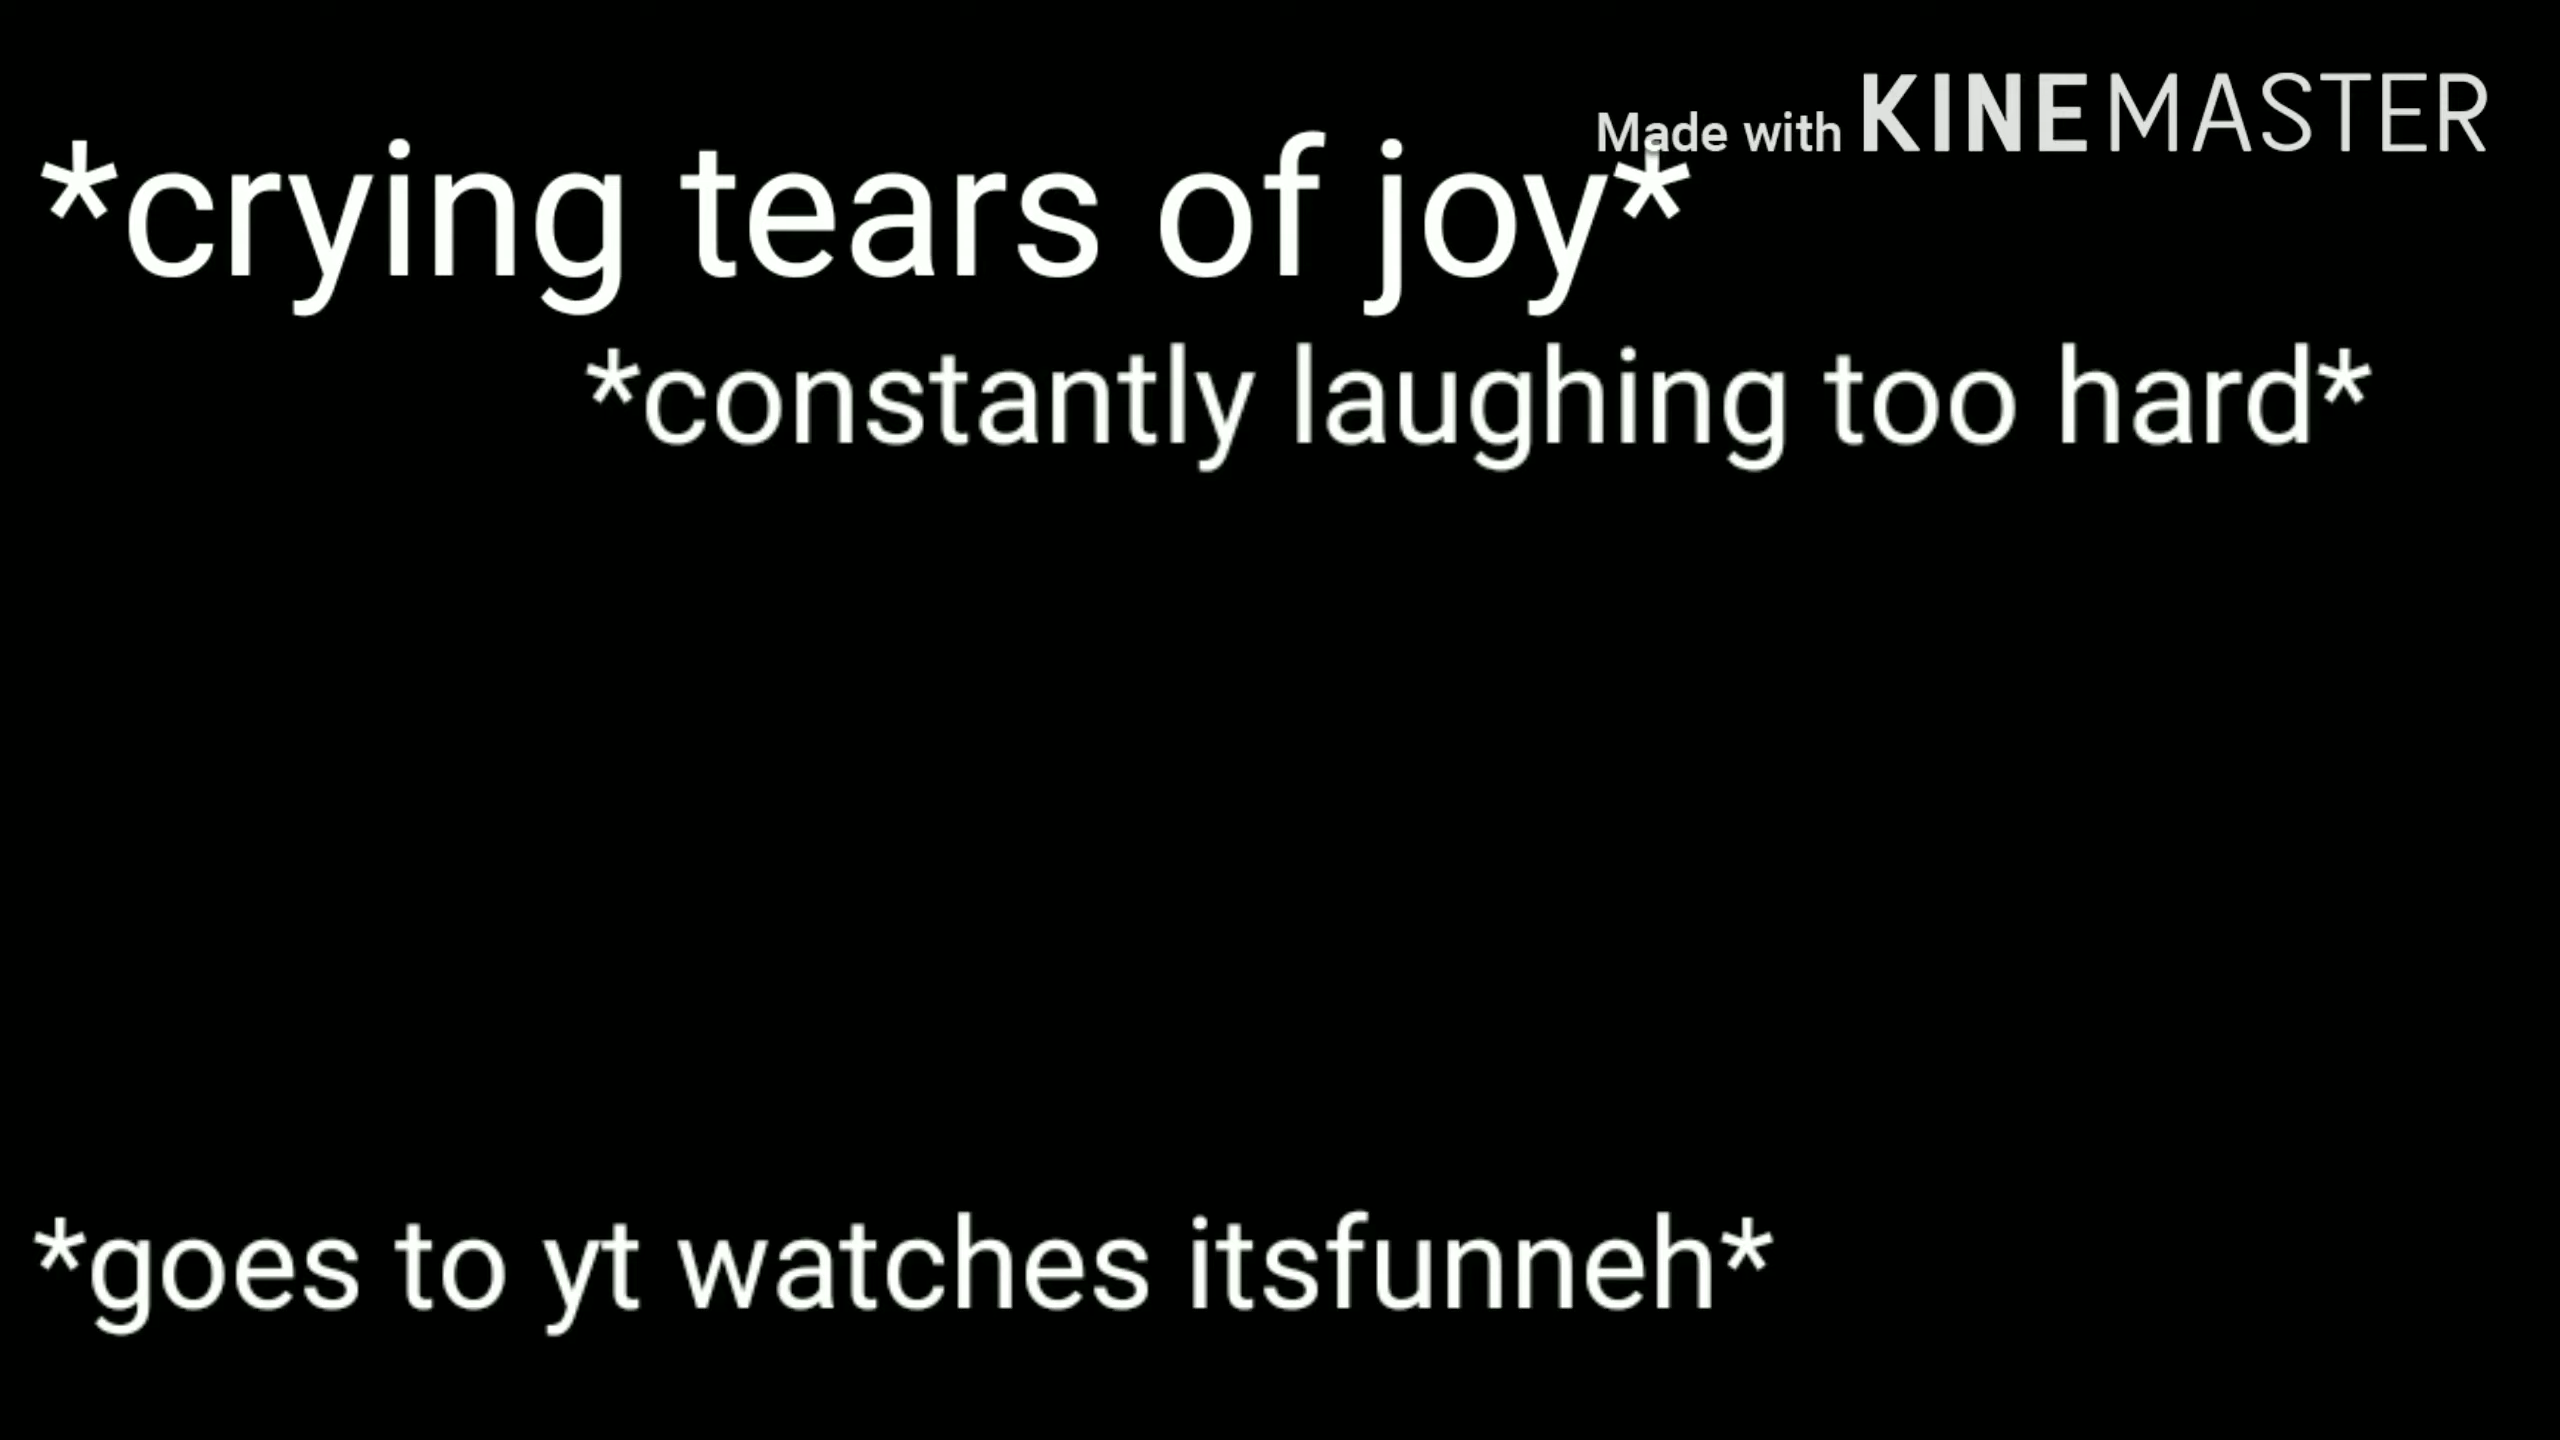 Made with KINEMASTER
*crying tears of joy*
*constantly laughing too hard*
*goes to yt watches itsfunneh*